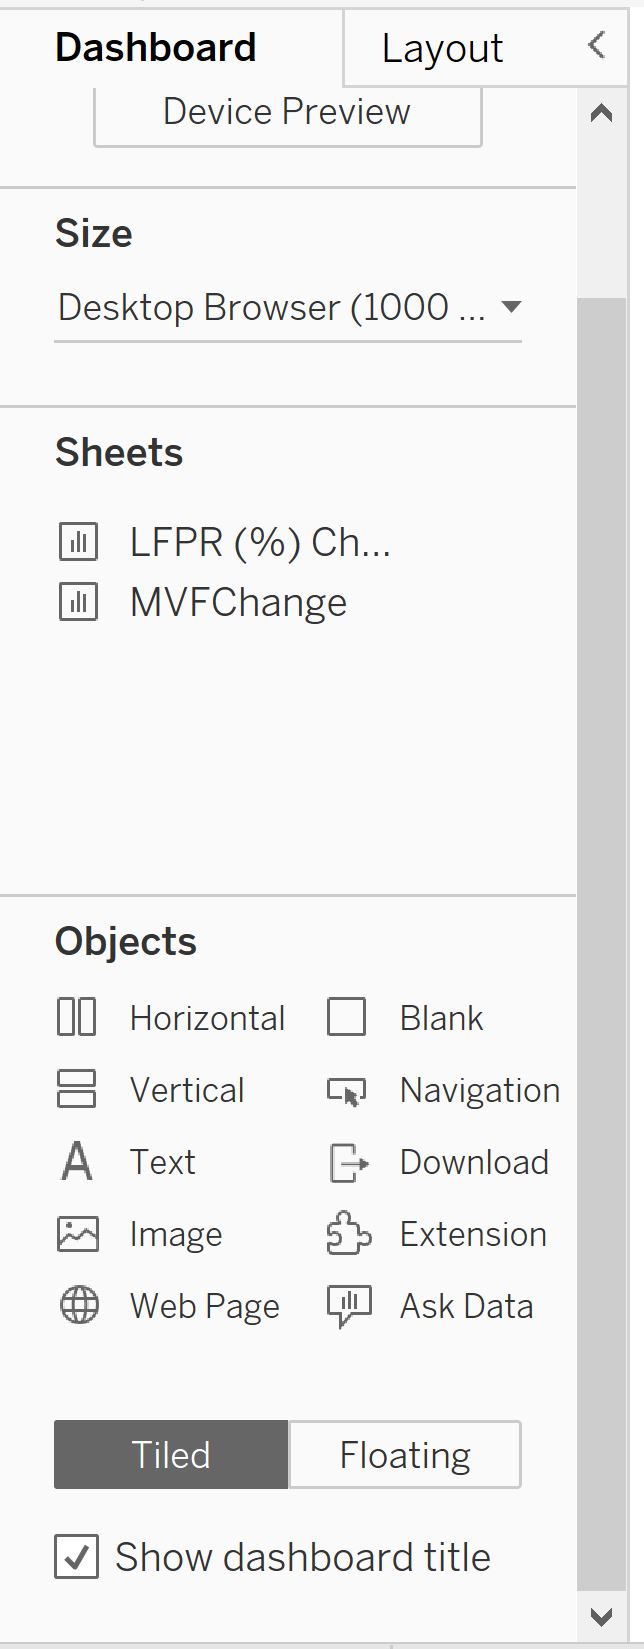 Dashboard Layout
Device Preview
Size
Desktop Browser (1000 ...
Sheets
LFPR (%) Ch...
MVFChange
Objects
Horizontal Blank
Vertical Navigation
Text Download
Image Extension
Web Page Ask Data
Tiled Floating
Show dashboard title